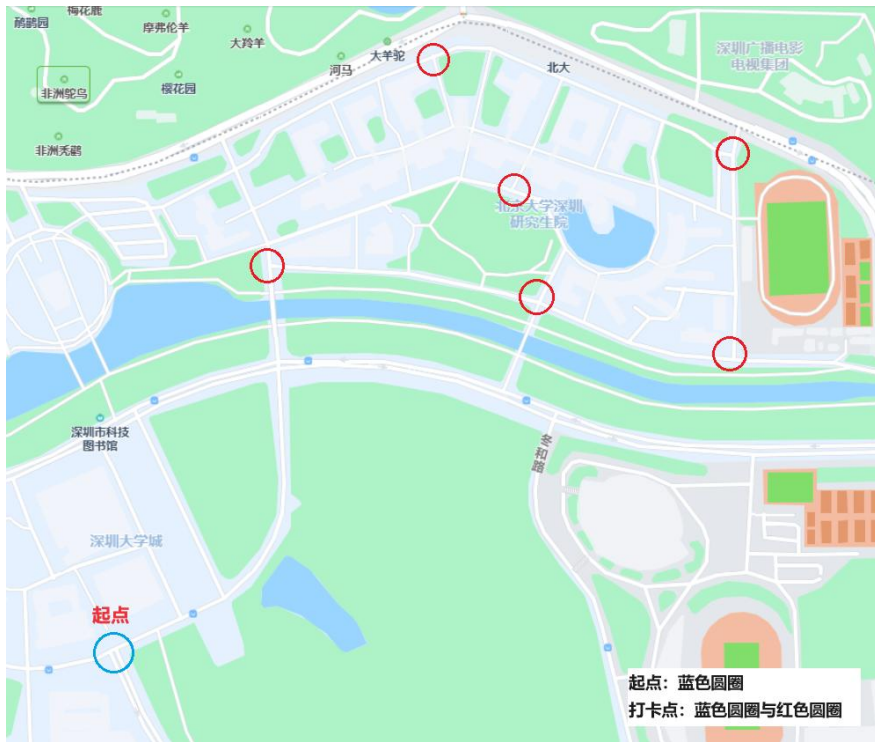 梅花鹿
鸸鹋园
摩弗伦羊
大羚羊
大羊驼
河马
北大
深圳广播电影
电视集团
樱花园
非洲鸵鸟
非洲秃鹳
北京大学深圳
研究生院
深圳市科技
图书馆
冬和路
深圳大学城
起点
起点：蓝色圆圈
打卡点：蓝色圆圈与红色圆圈